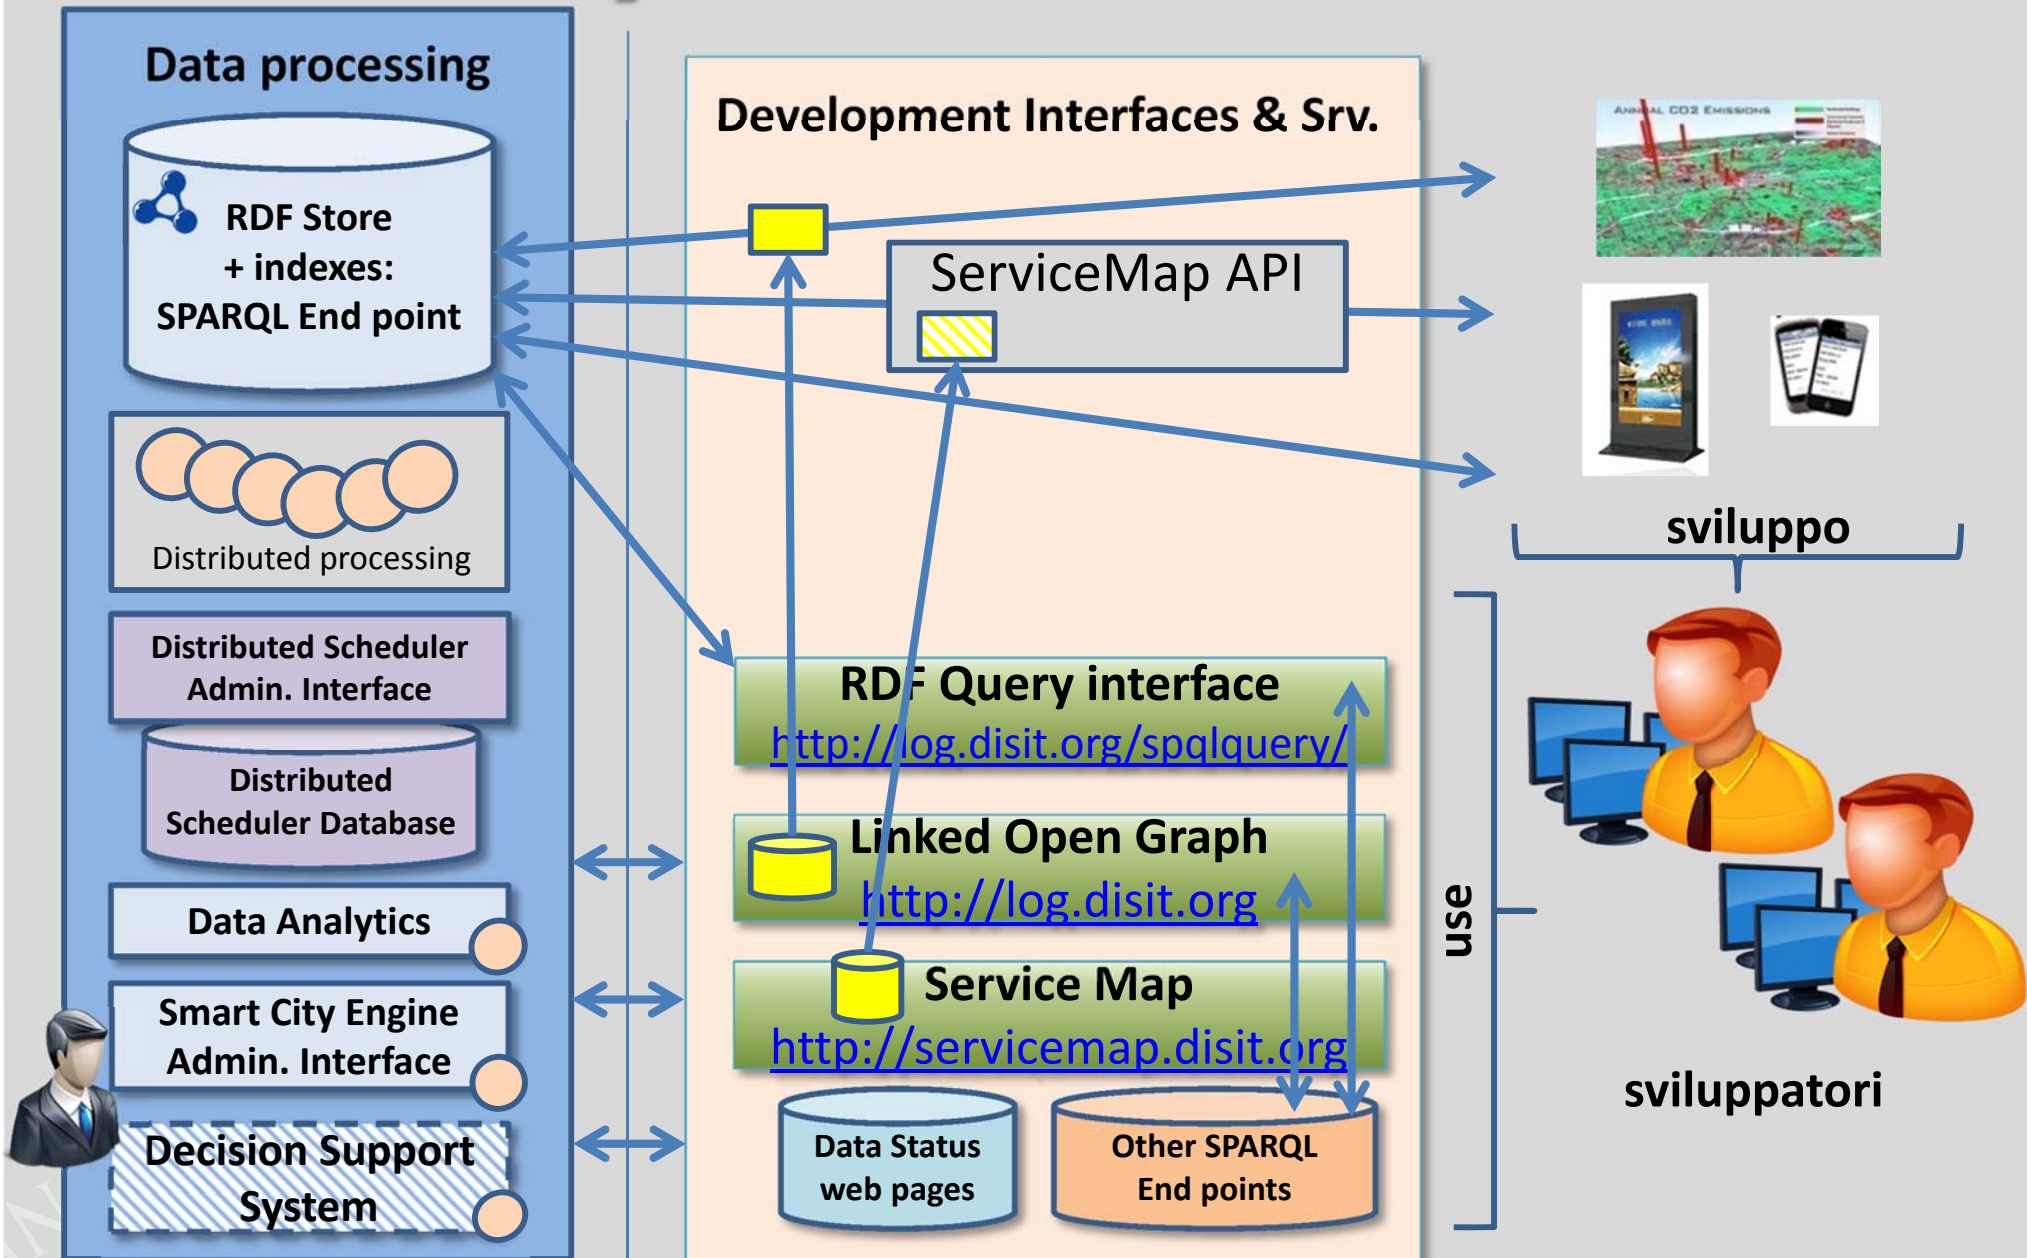 Data processing
RDF Store
+ indexes:
SPARQL End point
Distributed processing
Distributed Scheduler
Admin. Interface
Distributed
Scheduler Database
Data Analytics
Smart City Engine
Admin. Interface
Decision Support
System
Development Interfaces & Srv.
ServiceMap API
RDF Query interface
http://log.disit.org/spqlquery/
Linked Open Graph
http://log.disit.org
Service Map
http://servicemap.disit.org
Data Status
web pages
Other SPARQL
End points
ANNUAL CO2 EMISSIONS
sviluppo
use
sviluppatori